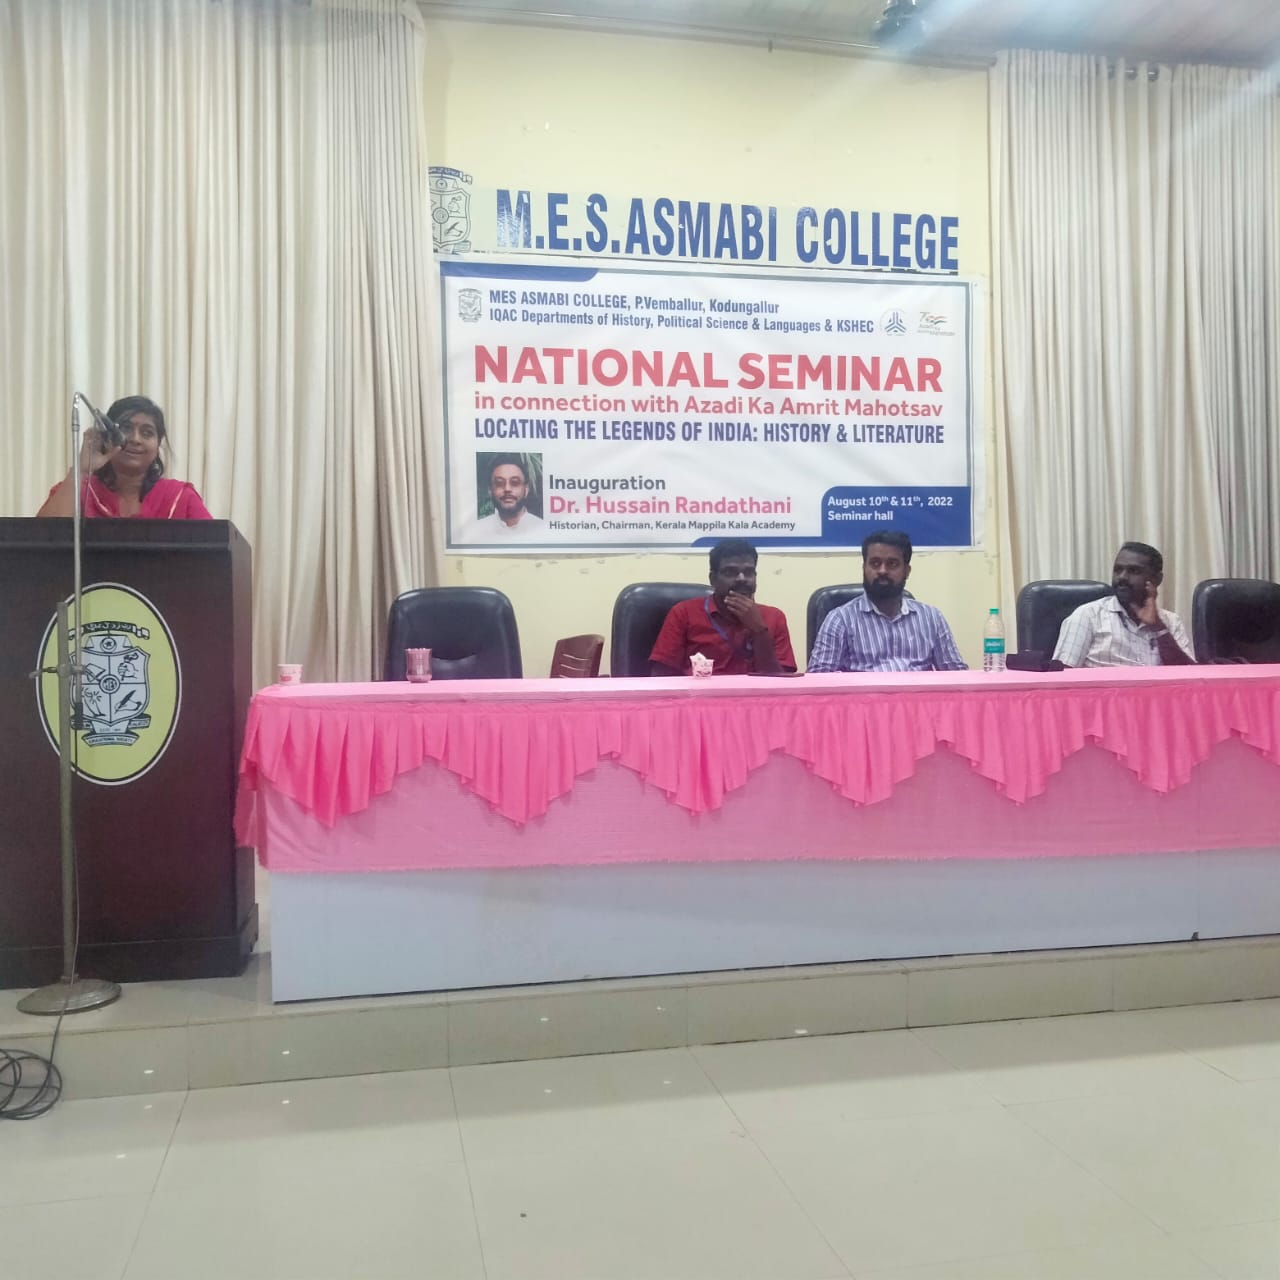 M.E.S.ASMABI COLLEGE
MES ASMABI COLLEGE, P.Vemballur, Kodungallur
IQAC Departments of History, Political Science & Languages & KSHEC
NATIONAL SEMINAR
in connection with Azadi Ka Amrit Mahotsav
LOCATING THE LEGENDS OF INDIA: HISTORY & LITERATURE
Inauguration
Dr. Hussain Randathani
Historian, Chairman, Kerala Mappila Kala Academy
August 10th & 11th, 2022
Seminar hall